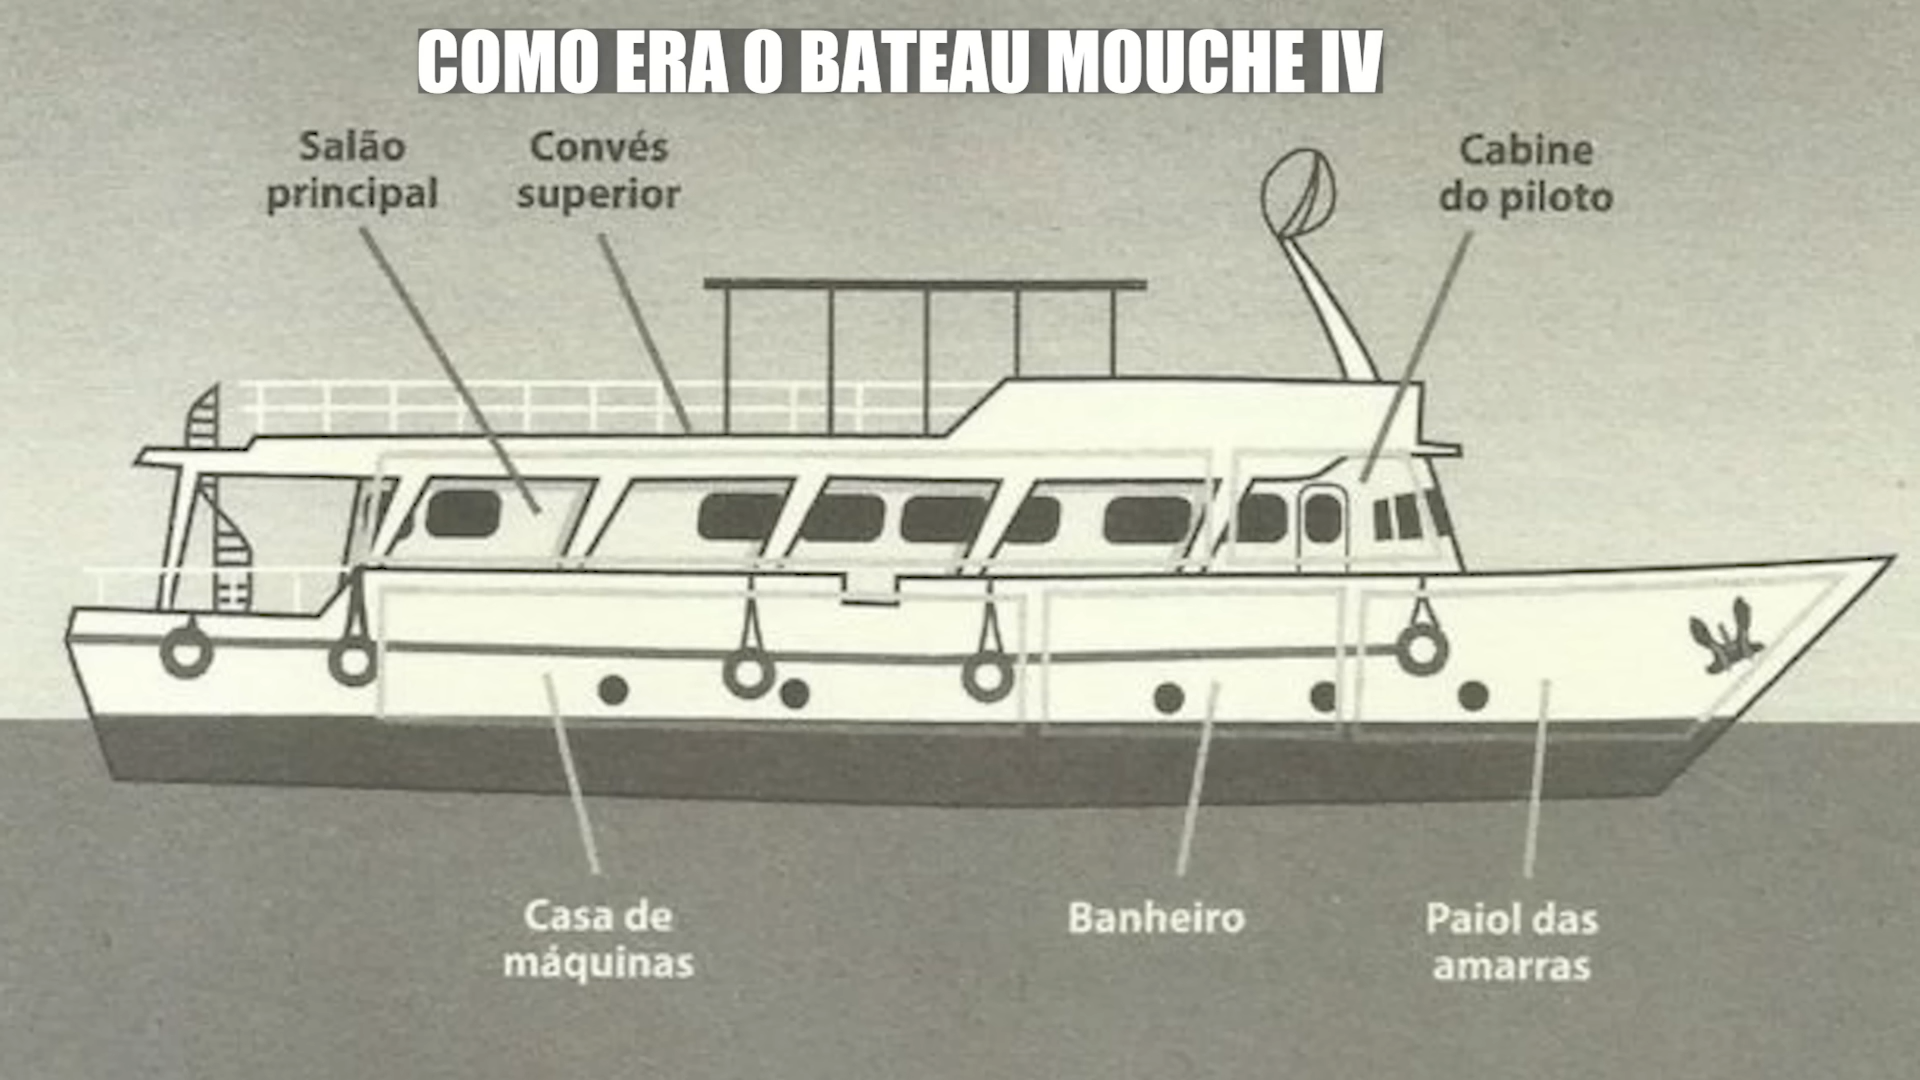 COMO ERA O BATEAU MOUCHE IV
Salão
principal
Convés
superior
Cabine
do piloto
Casa de
máquinas
Banheiro
Paiol das
amarras